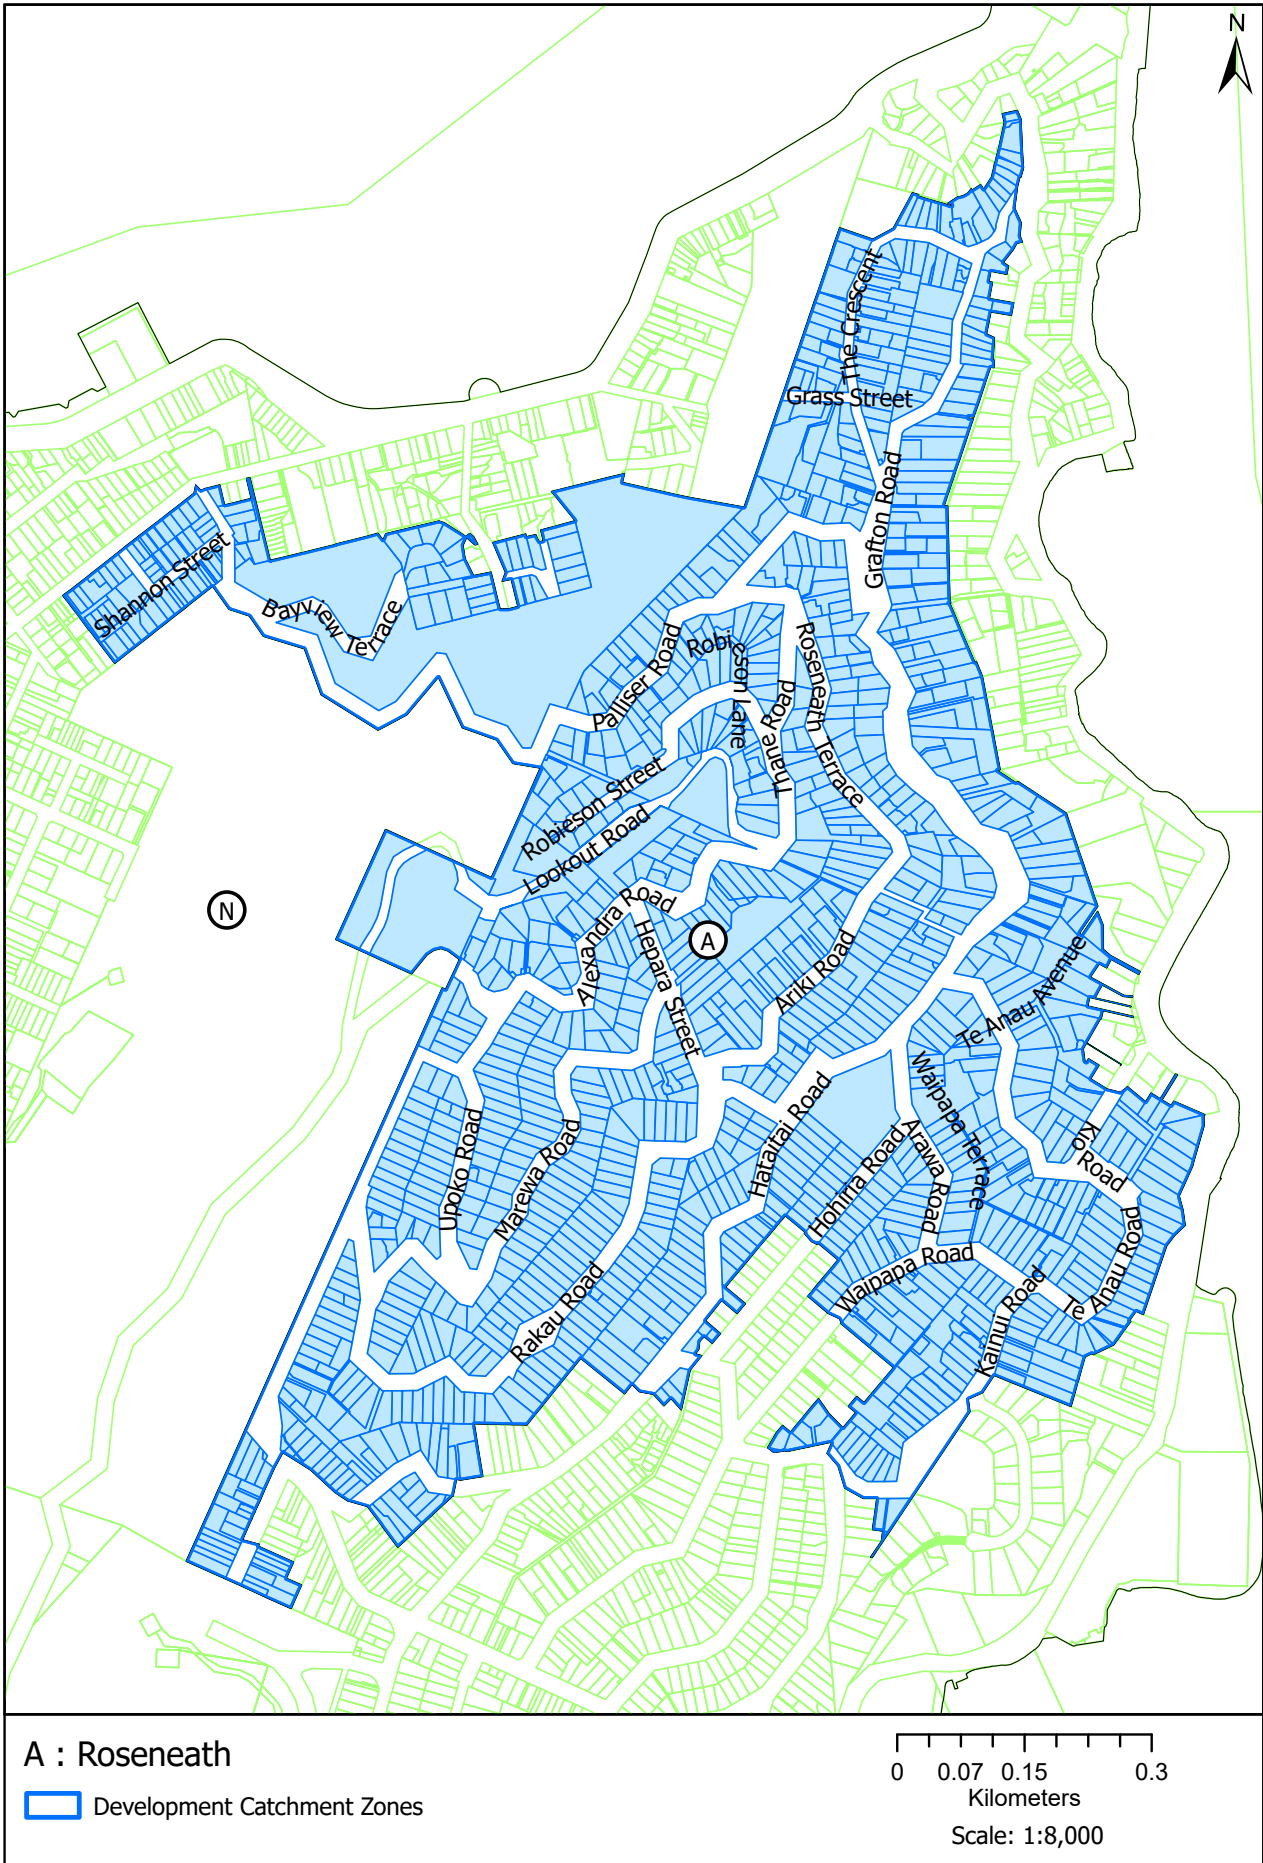 N
The Crescent
Grass Street
Grafton Road
Shannon Street
Bayview Terrace
Palliser Road
Robieson Lane
Roseneath Terrace
Thane Road
Robieson Street
Lookout Road
N
Alexandra Road
A
Hepara Street
Ariki Road
Te Anau Avenue
Waipapa Terrace
Hataitai Road
Upoko Road
Marewa Road
Arawa Road
Hohiria Road
Kio Road
Waipapa Road
Te Anau Road
Kainui Road
Rakau Road
A : Roseneath
Development Catchment Zones
0 0.07 0.15 0.3
Kilometers
Scale: 1:8,000